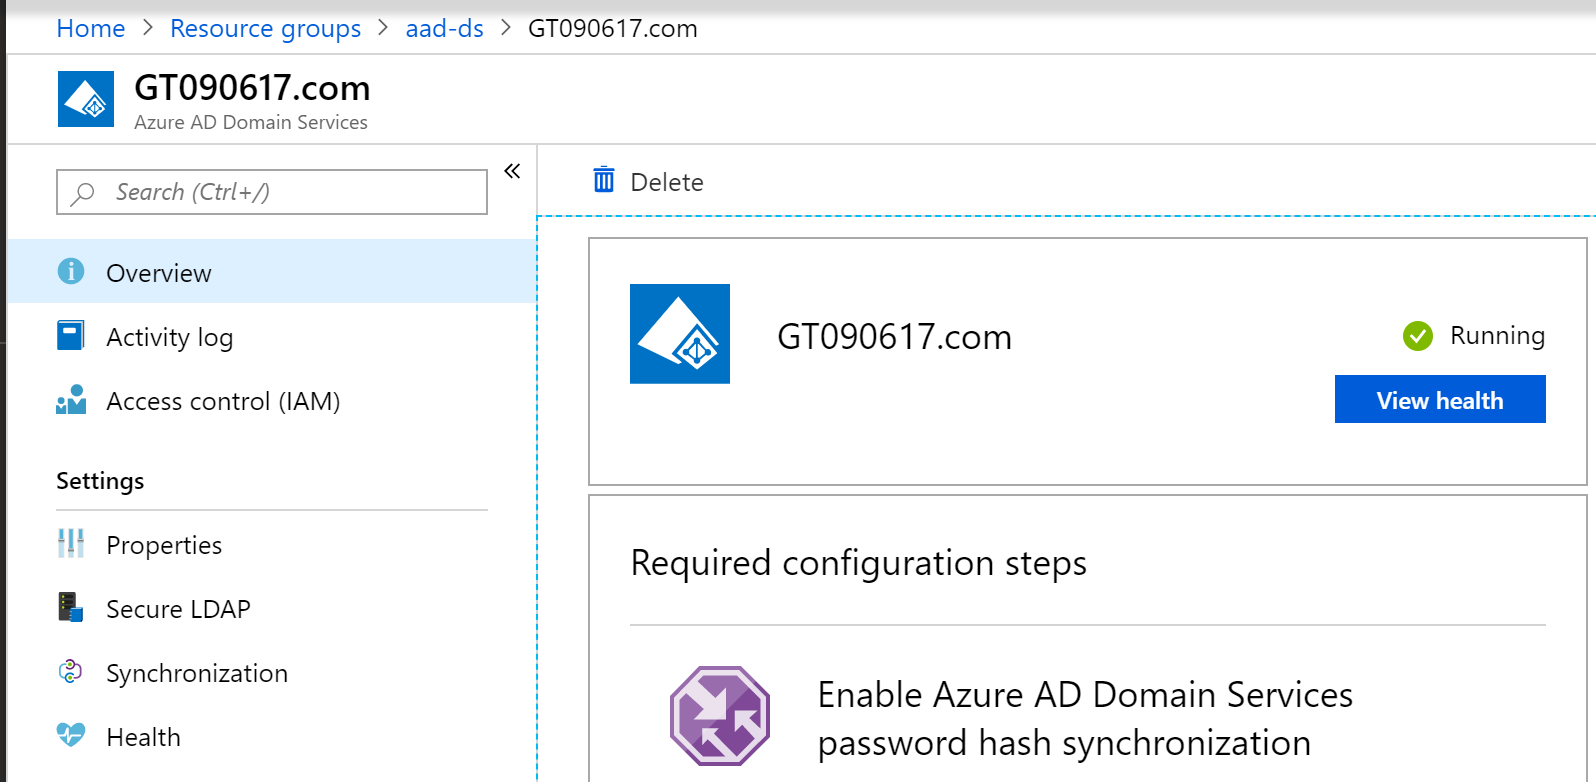 Home > Resource groups > aad-ds > GT090617.com
GT090617.com
Azure AD Domain Services
Search (Ctrl+/)
«
Overview
Activity log
Access control (IAM)
Settings
Properties
Secure LDAP
Synchronization
Health
Delete
GT090617.com
Running
View health
Required configuration steps
Enable Azure AD Domain Services
password hash synchronization